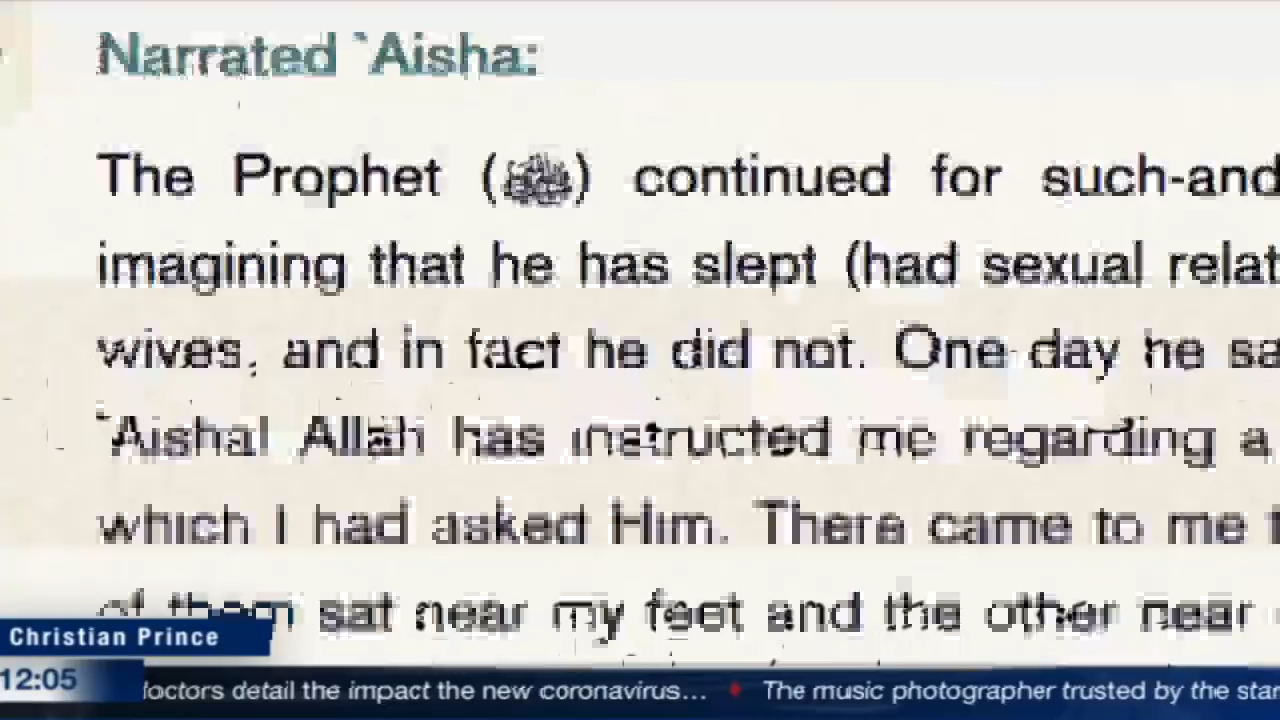 Narrated `Aisha:
The Prophet (ﷺ) continued for such-and
imagining that he has slept (had sexual relat
wives, and in fact he did not. One day he sa
`Aisha! Allah has instructed me regarding a
which I had asked Him. There came to me t
of them sat near my feet and the other near
Christian Prince
12:05
doctors detail the impact the new coronavirus... ♦ The music photographer trusted by the star